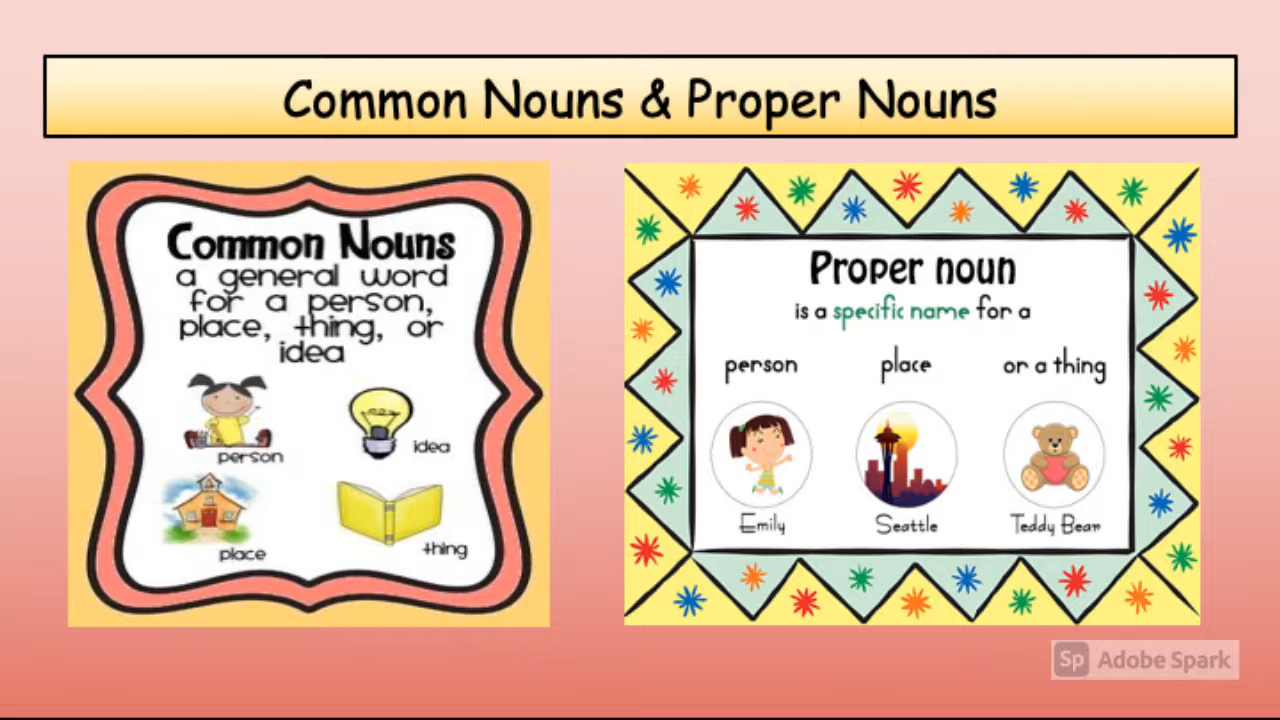 Common Nouns & Proper Nouns
Common Nouns
a general word
for a person,
place, thing, or
idea
person
idea
place
thing
Proper noun
is a specific name for a
person place or a thing
Emily Seattle Teddy Bear
Sp Adobe Spark